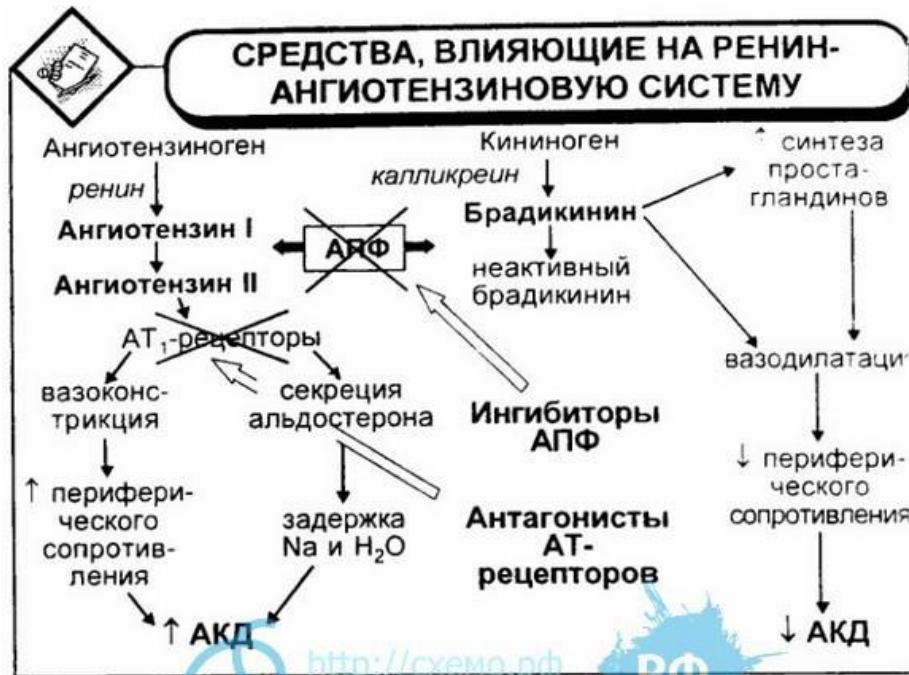 СРЕДСТВА, ВЛИЯЮЩИЕ НА РЕНИН-
АНГИОТЕНЗИНОВУЮ СИСТЕМУ
Ангиотензиноген
ренин
Ангиотензин I
Ангиотензин II
АТ₁-рецепторы
вазоконс-
трикция
секреция
альдостерона
↑ перифери-
ческого
сопротив-
ления
задержка
Na и H₂O
↑ АКД
АПФ
Кининоген
калликреин
Брадикинин
неактивный
брадикинин
Ингибиторы
АПФ
Антагонисты
АТ-
рецепторов
↑ синтеза
проста-
гландинов
вазодилатаци
↓ перифери-
ческого
сопротивления
↓ АКД
http://схемо.рф
РФ